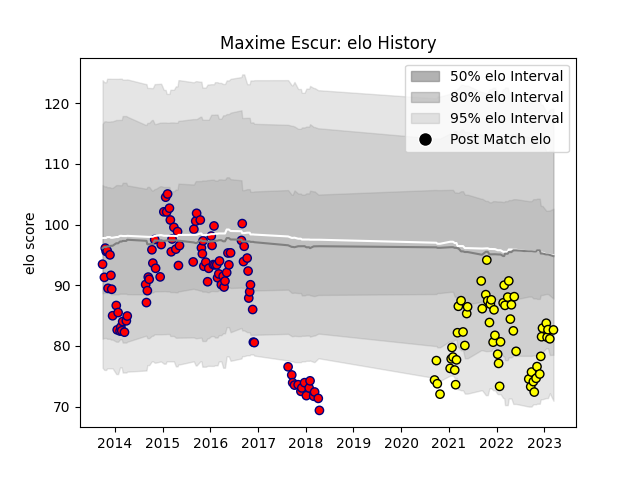 Maxime Escur: elo History
50% elo Interval
80% elo Interval
95% elo Interval
Post Match elo
elo score
120
110
100
90
80
70
2014 2015 2016 2017 2018 2019 2020 2021 2022 2023